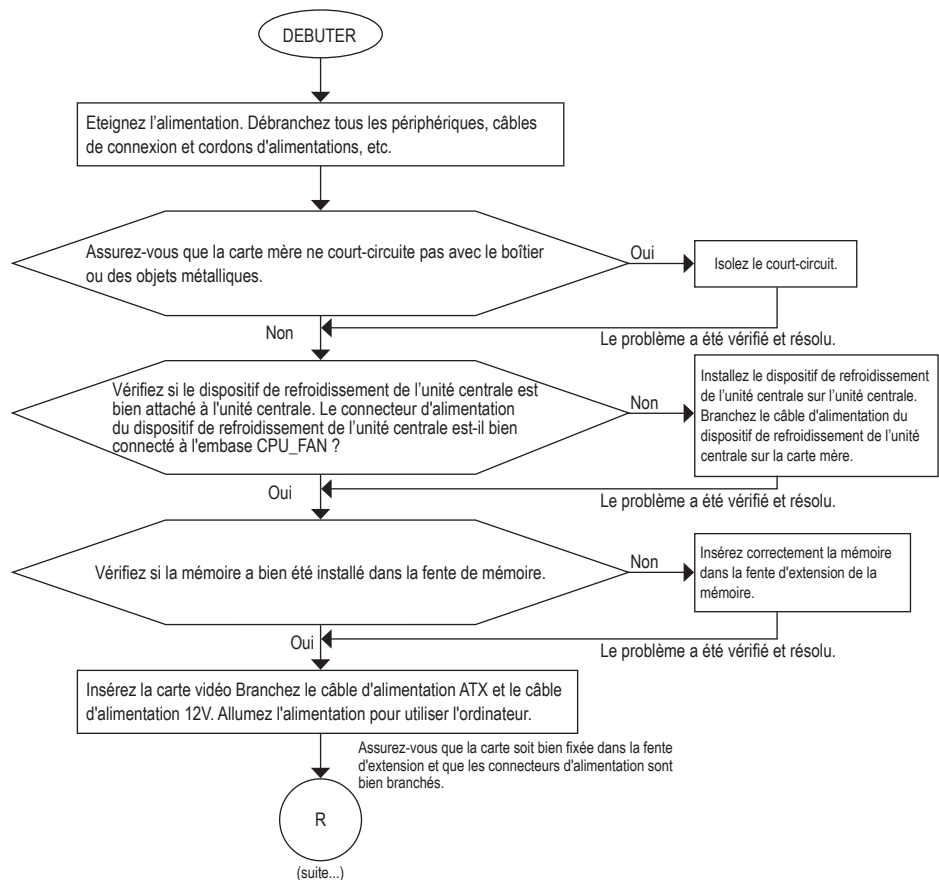 DEBUTER
Eteignez l’alimentation. Débranchez tous les périphériques, câbles
de connexion et cordons d'alimentations, etc.
Assurez-vous que la carte mère ne court-circuite pas avec le boîtier
ou des objets métalliques.
Oui
Isolez le court-circuit.
Non
Le problème a été vérifié et résolu.
Vérifiez si le dispositif de refroidissement de l’unité centrale est
bien attaché à l'unité centrale. Le connecteur d'alimentation
du dispositif de refroidissement de l’unité centrale est-il bien
connecté à l'embase CPU_FAN ?
Non
Installez le dispositif de refroidissement
de l’unité centrale sur l’unité centrale.
Branchez le câble d'alimentation du
dispositif de refroidissement de l’unité
centrale sur la carte mère.
Oui
Le problème a été vérifié et résolu.
Vérifiez si la mémoire a bien été installé dans la fente de mémoire.
Non
Insérez correctement la mémoire
dans la fente d'extension de la
mémoire.
Oui
Le problème a été vérifié et résolu.
Insérez la carte vidéo Branchez le câble d'alimentation ATX et le câble
d'alimentation 12V. Allumez l'alimentation pour utiliser l'ordinateur.
Assurez-vous que la carte soit bien fixée dans la fente
d'extension et que les connecteurs d'alimentation sont
bien branchés.
R
(suite...)